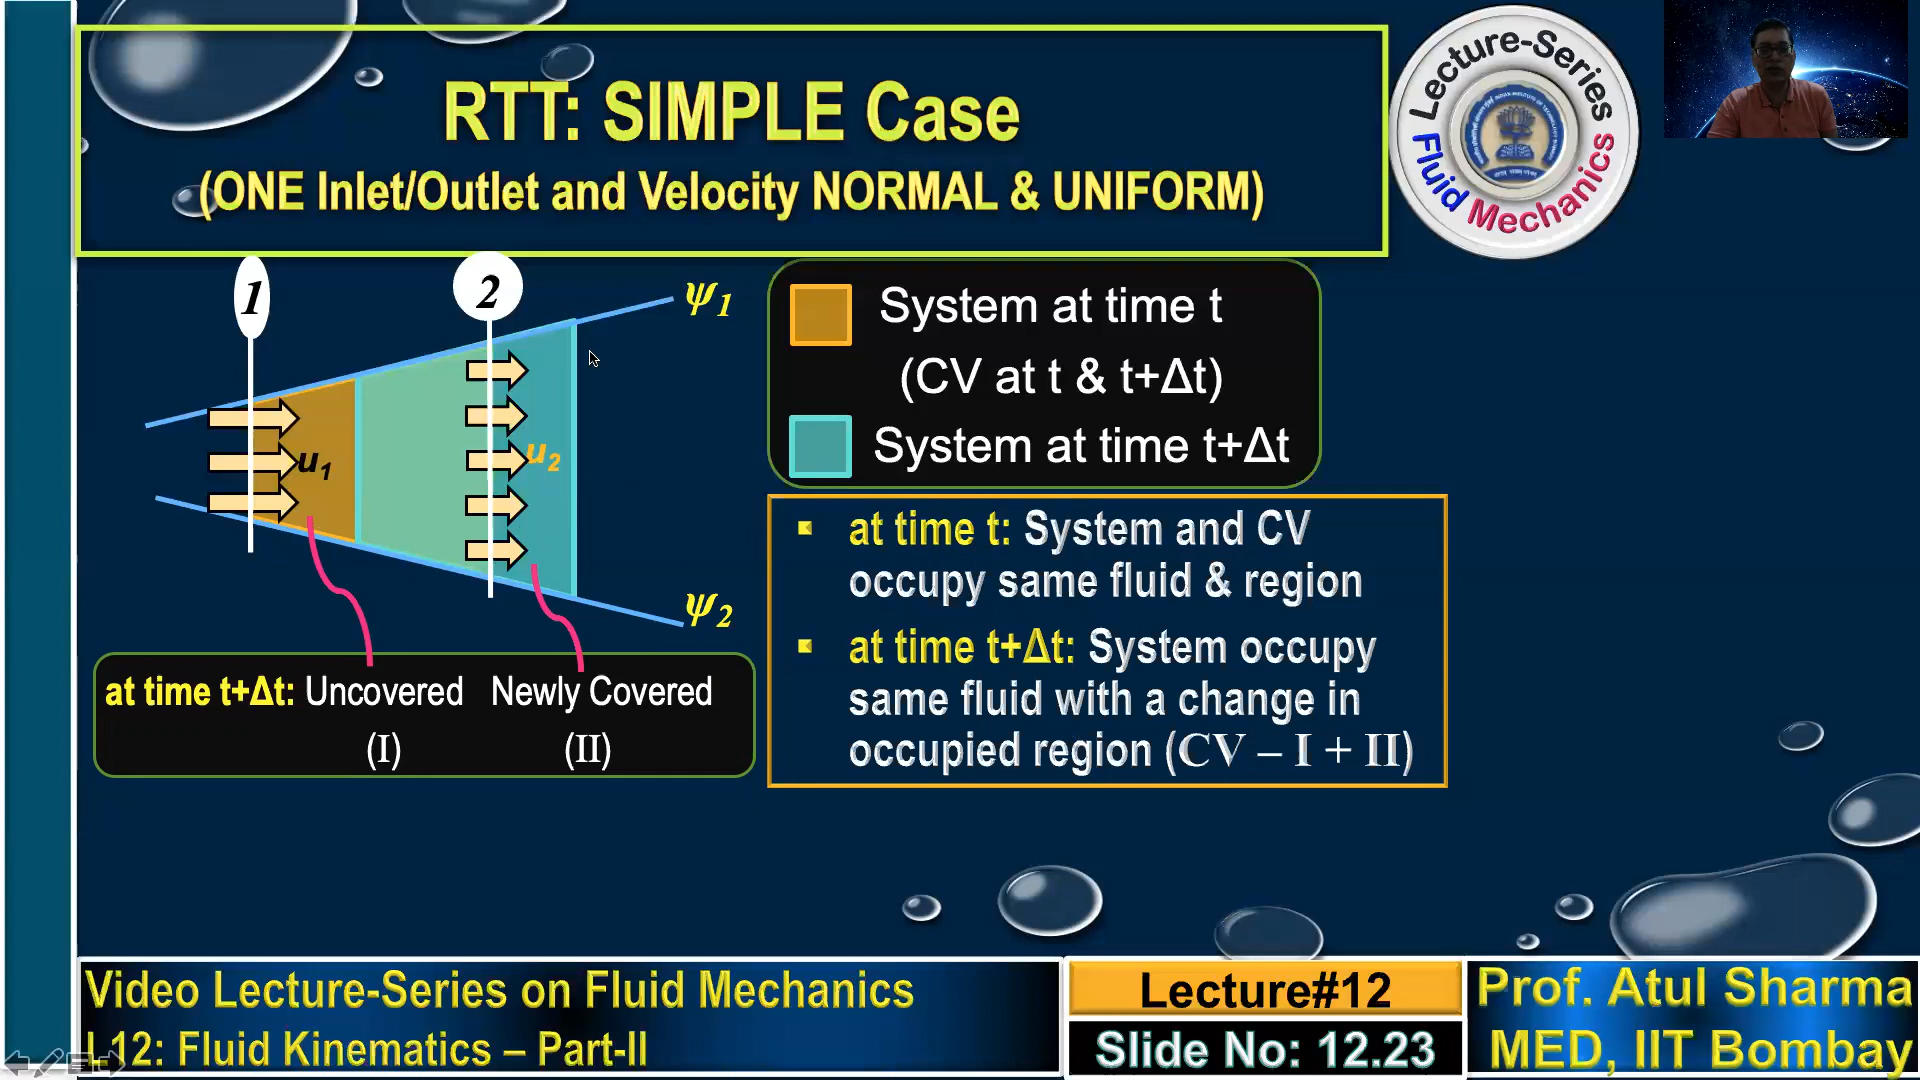 RTT: SIMPLE Case
(ONE Inlet/Outlet and Velocity NORMAL & UNIFORM)
Lecture-Series
Fluid Mechanics
1
2
ψ1
u1
u2
ψ2
System at time t
(CV at t & t+Δt)
System at time t+Δt
at time t: System and CV
occupy same fluid & region
at time t+Δt: System occupy
same fluid with a change in
occupied region (CV – I + II)
at time t+Δt: Uncovered Newly Covered
(I) (II)
Video Lecture-Series on Fluid Mechanics
L12: Fluid Kinematics – Part-II
Lecture#12
Slide No: 12.23
Prof. Atul Sharma
MED, IIT Bombay